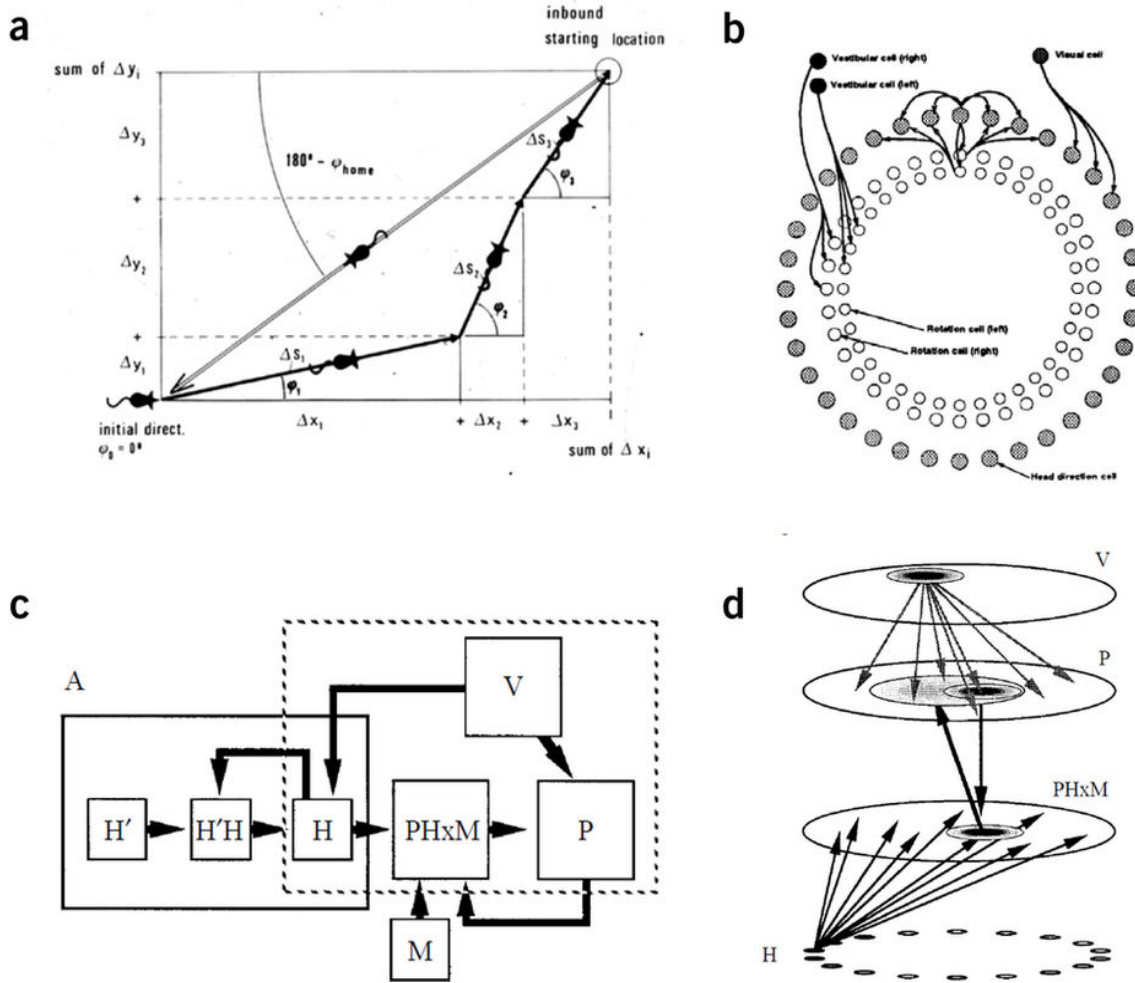 a
inbound
starting location
sum of Δyᵢ
Δy₃
180° - φhome
ΔS₃
φ₃
+
Δy₂
ΔS₂
φ₂
+
Δy₁
ΔS₁
φ₁
initial direct.
φ₀ = 0°
Δx₁ + Δx₂ + Δx₃
sum of Δxᵢ
b
Vestibular cell (right)
Vestibular cell (left)
Visual cell
Rotation cell (left)
Rotation cell (right)
Head direction cell
c
A
V
H′
H′H
H
PHxM
P
M
d
V
P
PHxM
H